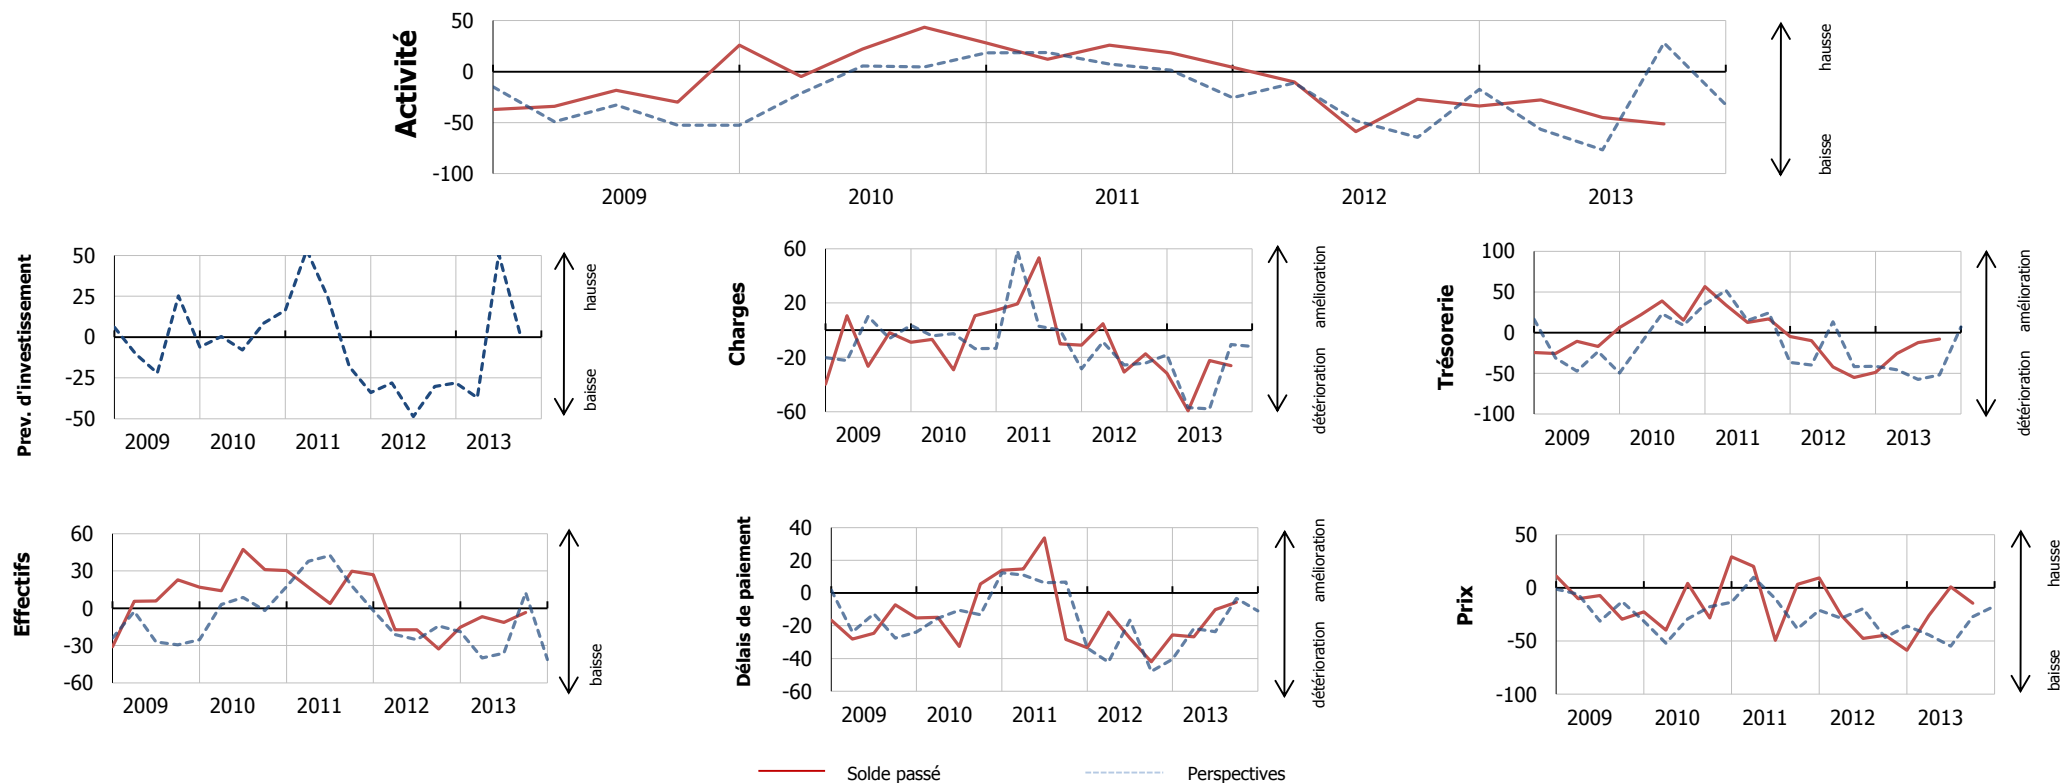 Activité
50
0
-50
-100
2009 2010 2011 2012 2013
hausse
baisse
Prev. d'investissement
50
25
0
-25
-50
2009 2010 2011 2012 2013
hausse
baisse
Charges
60
20
-20
-60
2009 2010 2011 2012 2013
amélioration
détérioration
Trésorerie
100
50
0
-50
-100
2009 2010 2011 2012 2013
amélioration
détérioration
Effectifs
60
30
0
-30
-60
2009 2010 2011 2012 2013
baisse
Délais de paiement
40
20
0
-20
-40
-60
2009 2010 2011 2012 2013
amélioration
détérioration
Prix
50
0
-50
-100
2009 2010 2011 2012 2013
hausse
baisse
Solde passé Perspectives